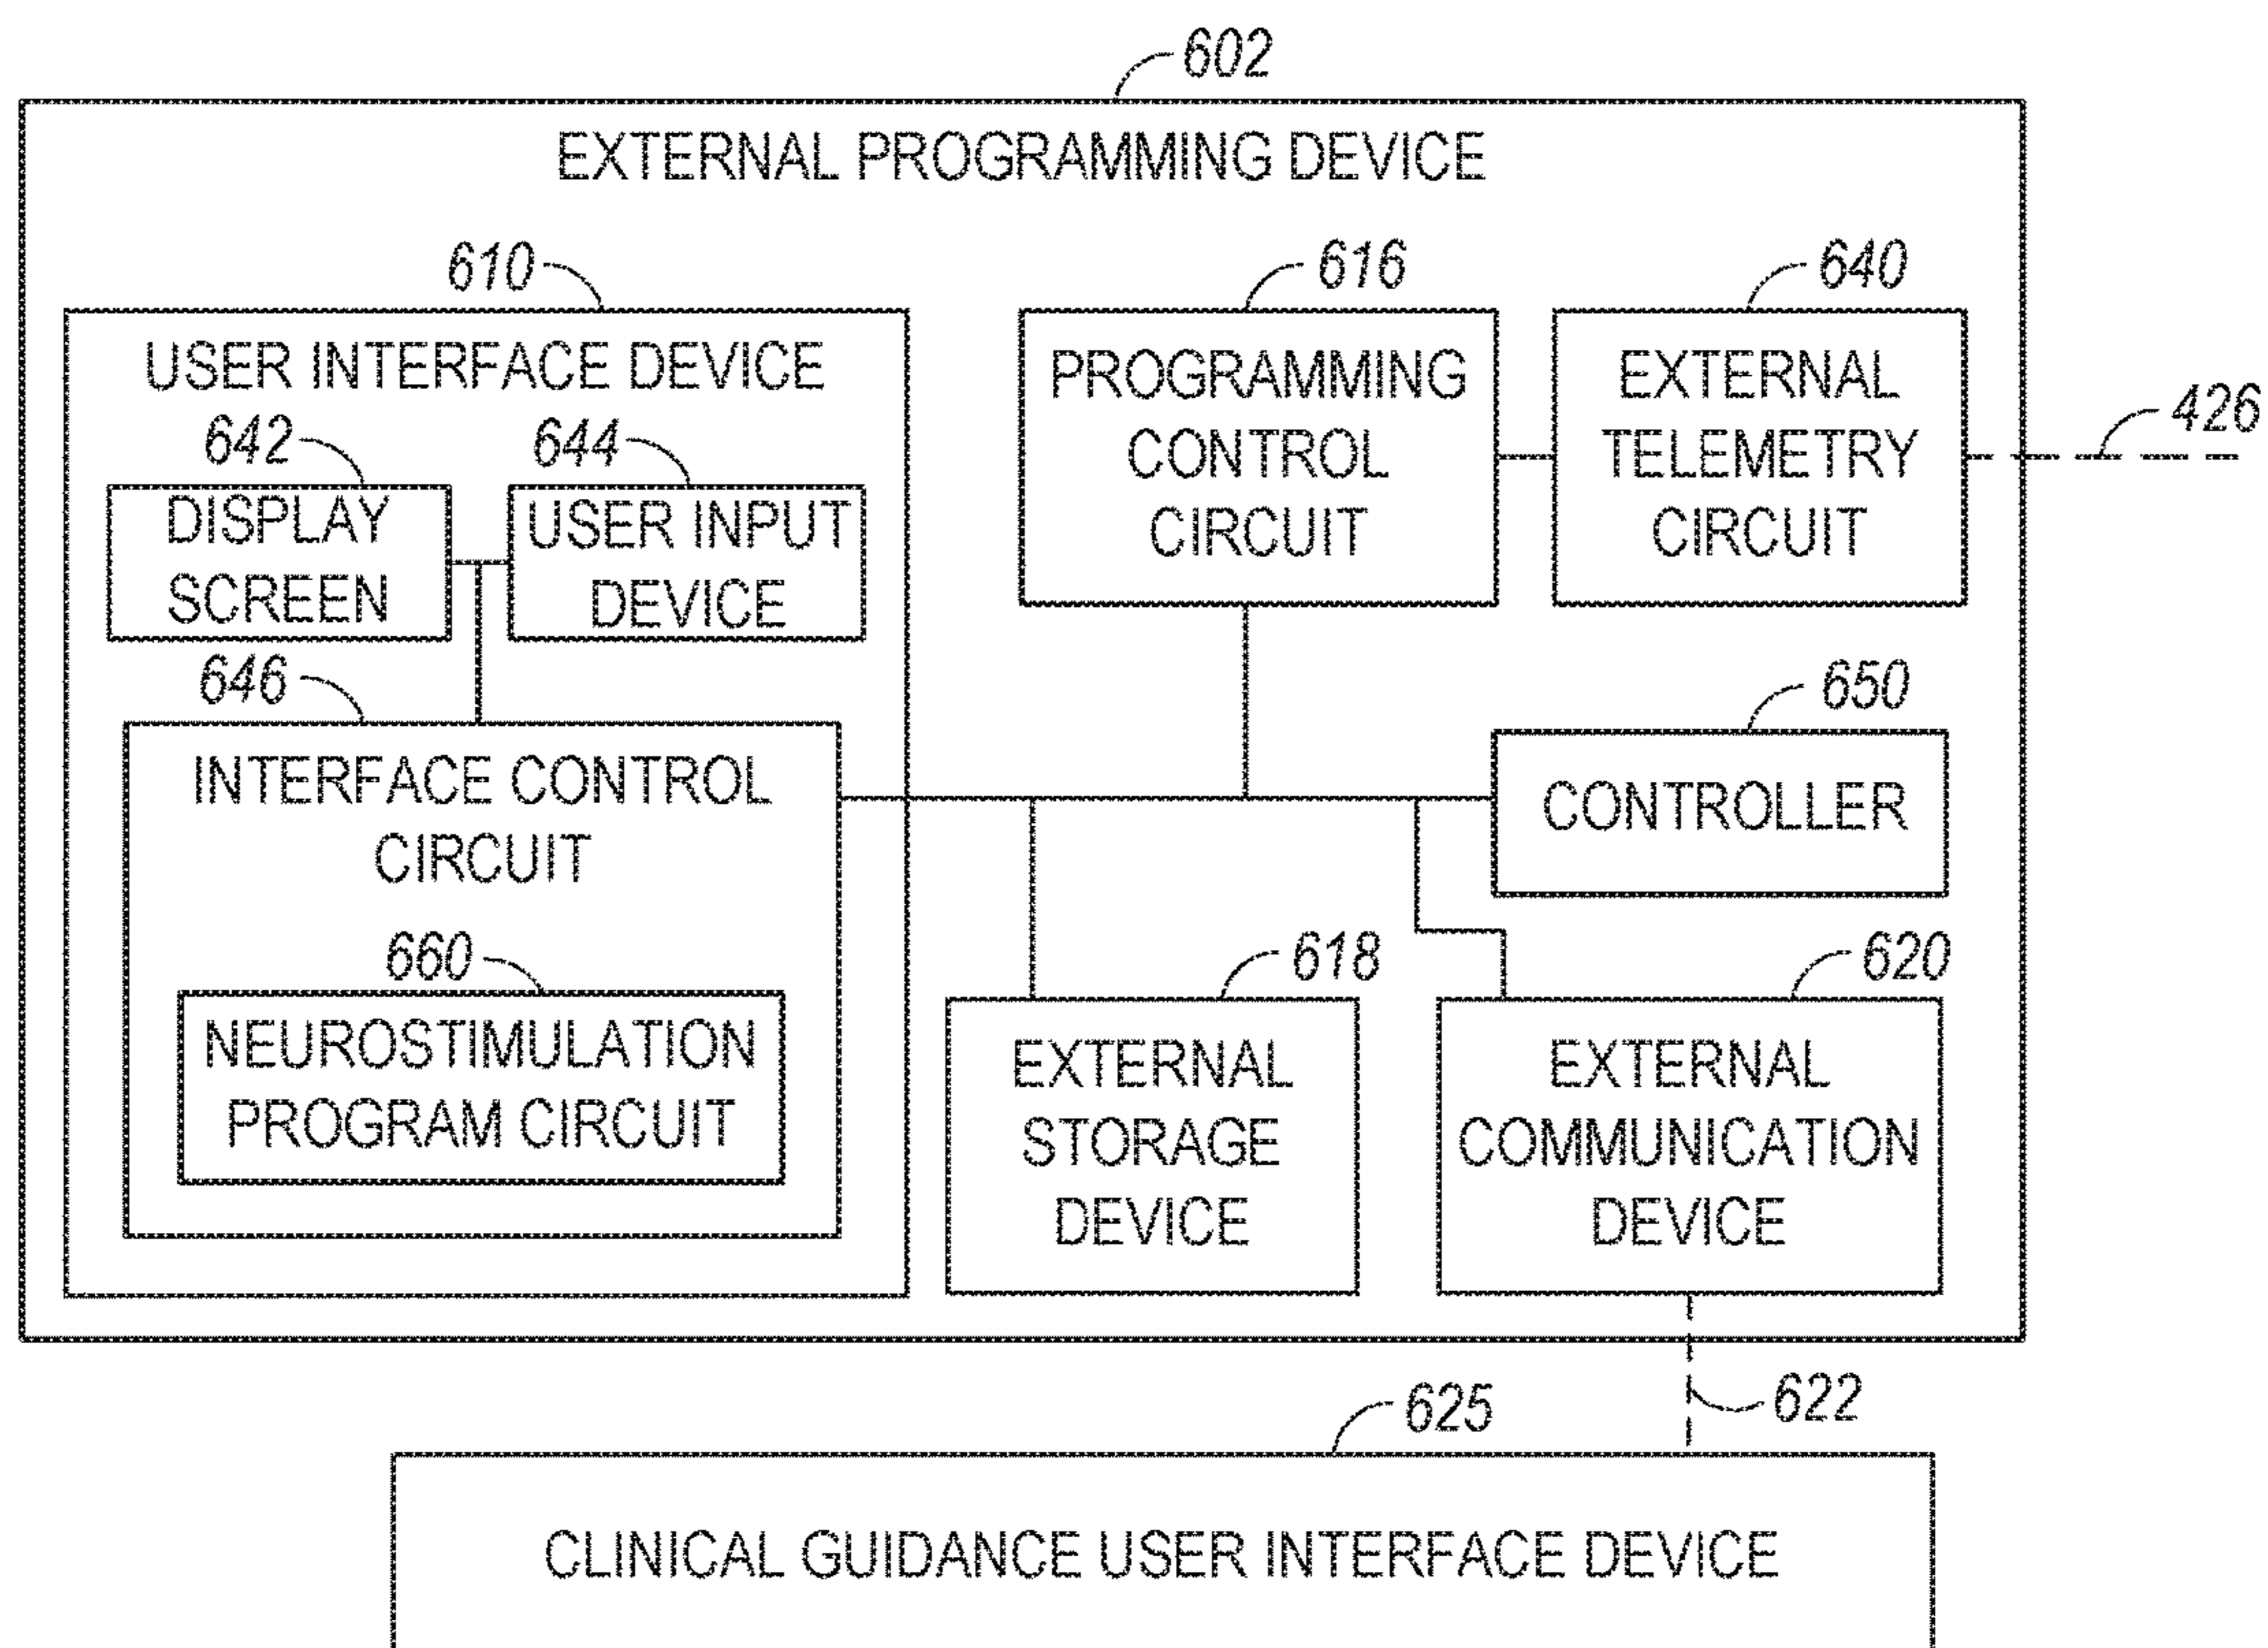 602
EXTERNAL PROGRAMMING DEVICE
610
USER INTERFACE DEVICE
642
DISPLAY
SCREEN
644
USER INPUT
DEVICE
646
INTERFACE CONTROL
CIRCUIT
660
NEUROSTIMULATION
PROGRAM CIRCUIT
616
PROGRAMMING
CONTROL
CIRCUIT
640
EXTERNAL
TELEMETRY
CIRCUIT
426
650
CONTROLLER
618
EXTERNAL
STORAGE
DEVICE
620
EXTERNAL
COMMUNICATION
DEVICE
622
625
CLINICAL GUIDANCE USER INTERFACE DEVICE